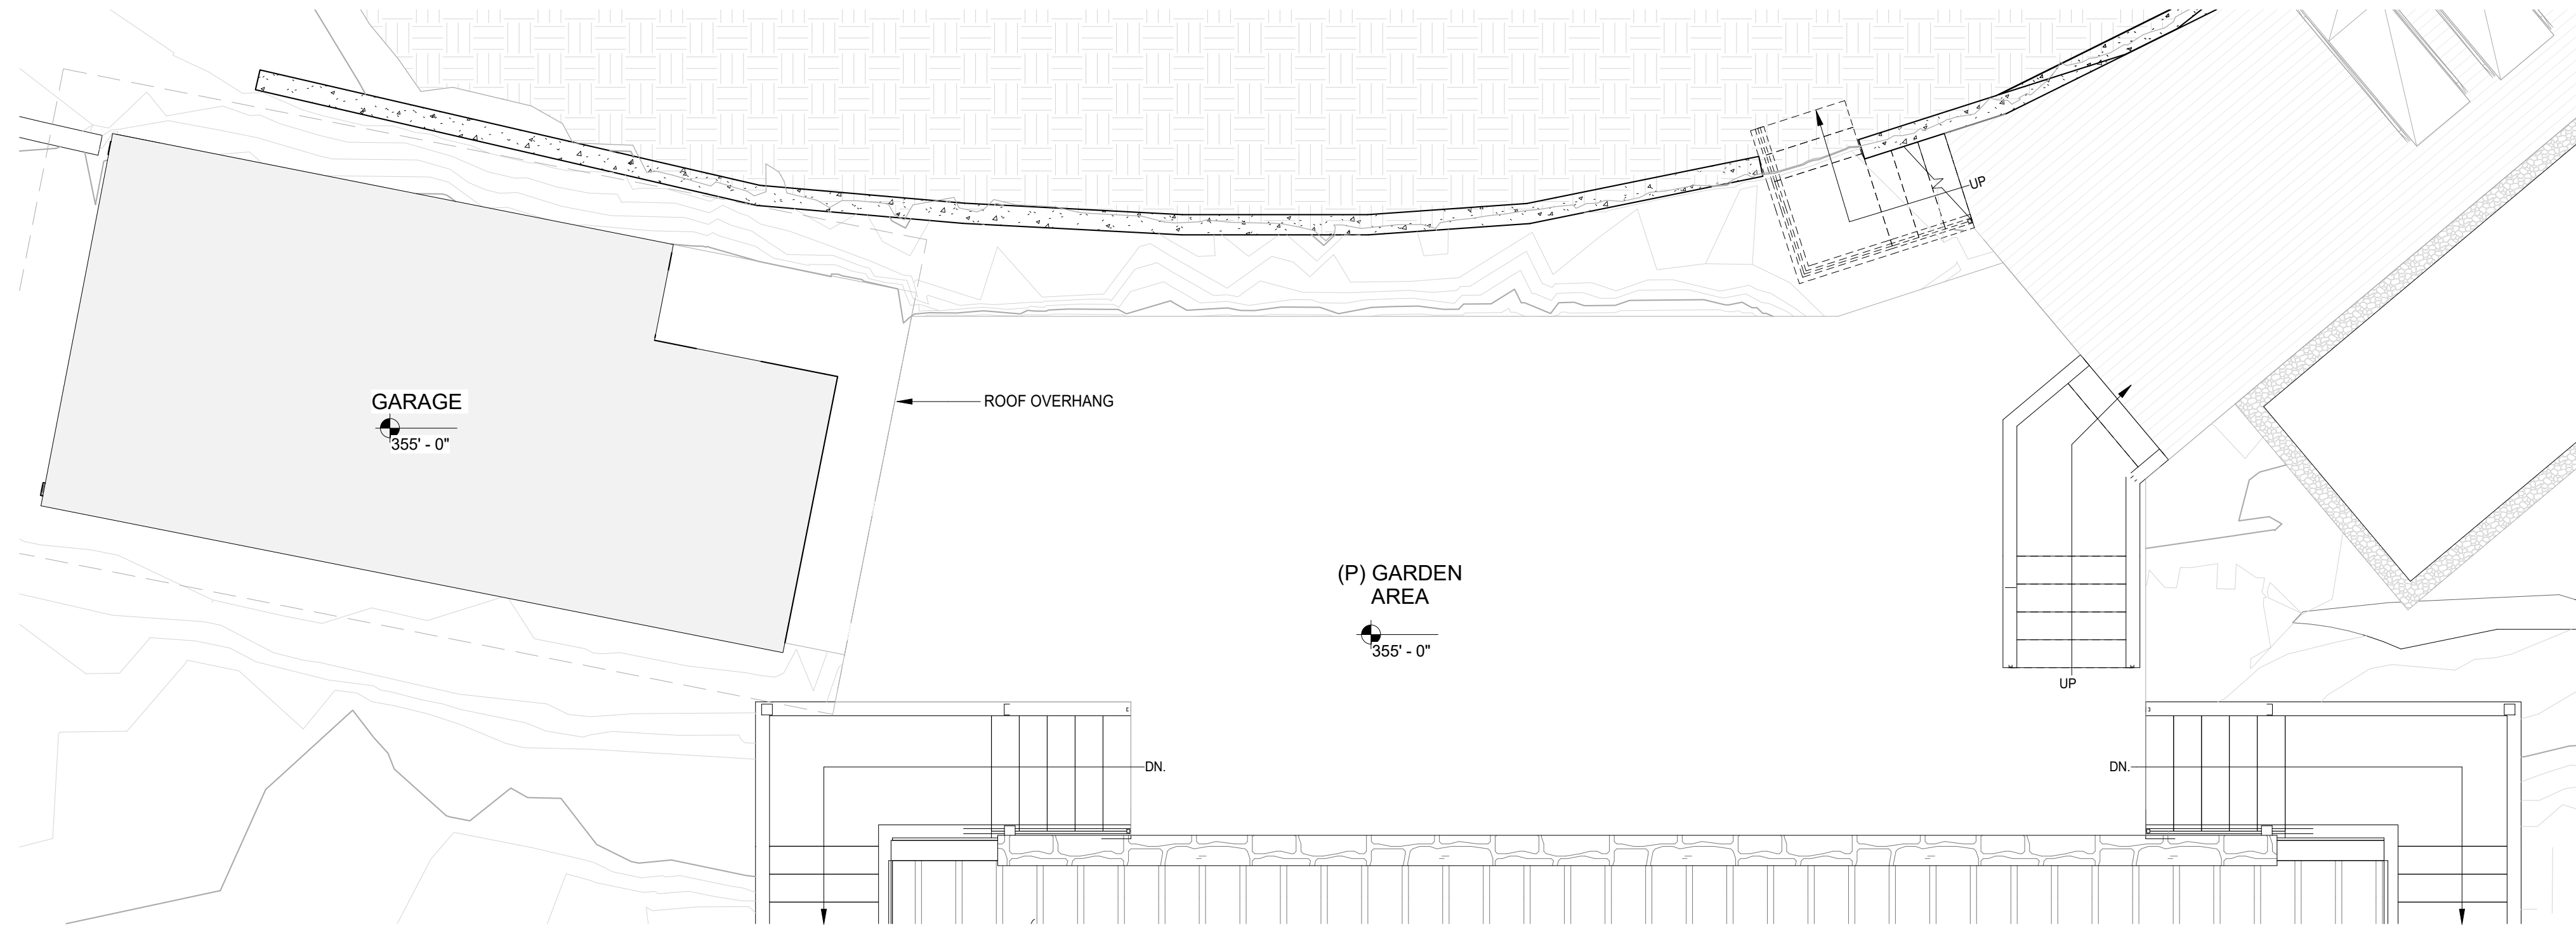 UP
GARAGE
355' - 0"
ROOF OVERHANG
(P) GARDEN
AREA
355' - 0"
UP
DN.
DN.